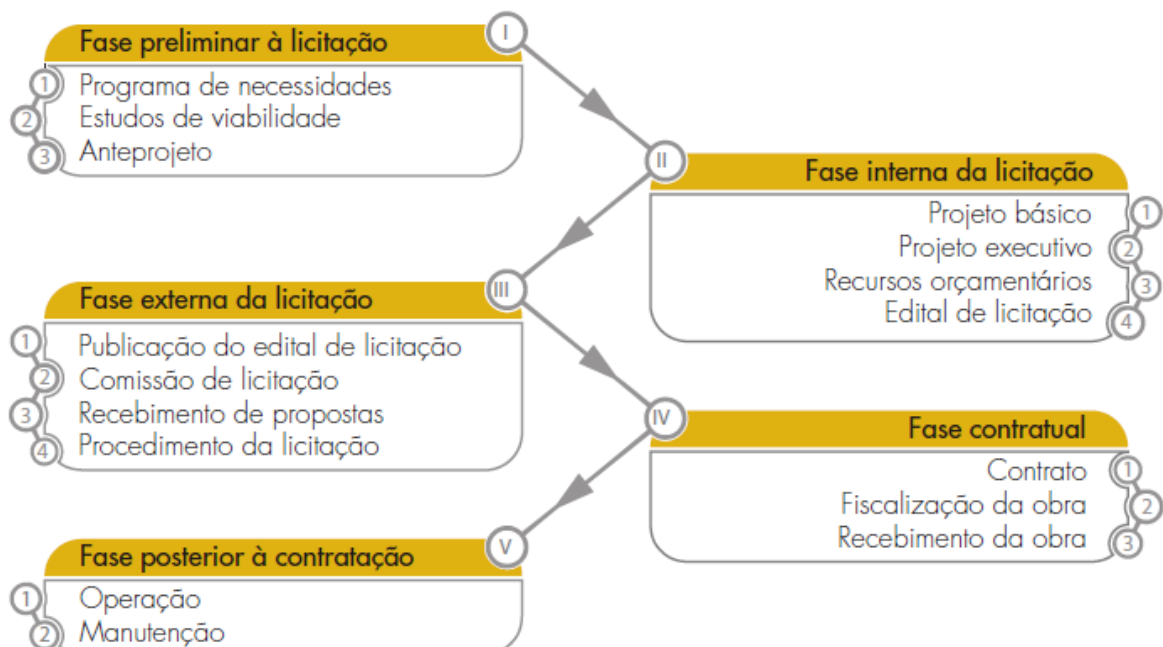 Fase preliminar à licitação
I
1 Programa de necessidades
2 Estudos de viabilidade
3 Anteprojeto
II
Fase interna da licitação
Projeto básico 1
Projeto executivo 2
Recursos orçamentários 3
Edital de licitação 4
Fase externa da licitação
III
1 Publicação do edital de licitação
2 Comissão de licitação
3 Recebimento de propostas
4 Procedimento da licitação
IV
Fase contratual
Contrato 1
Fiscalização da obra 2
Recebimento da obra 3
Fase posterior à contratação
V
1 Operação
2 Manutenção